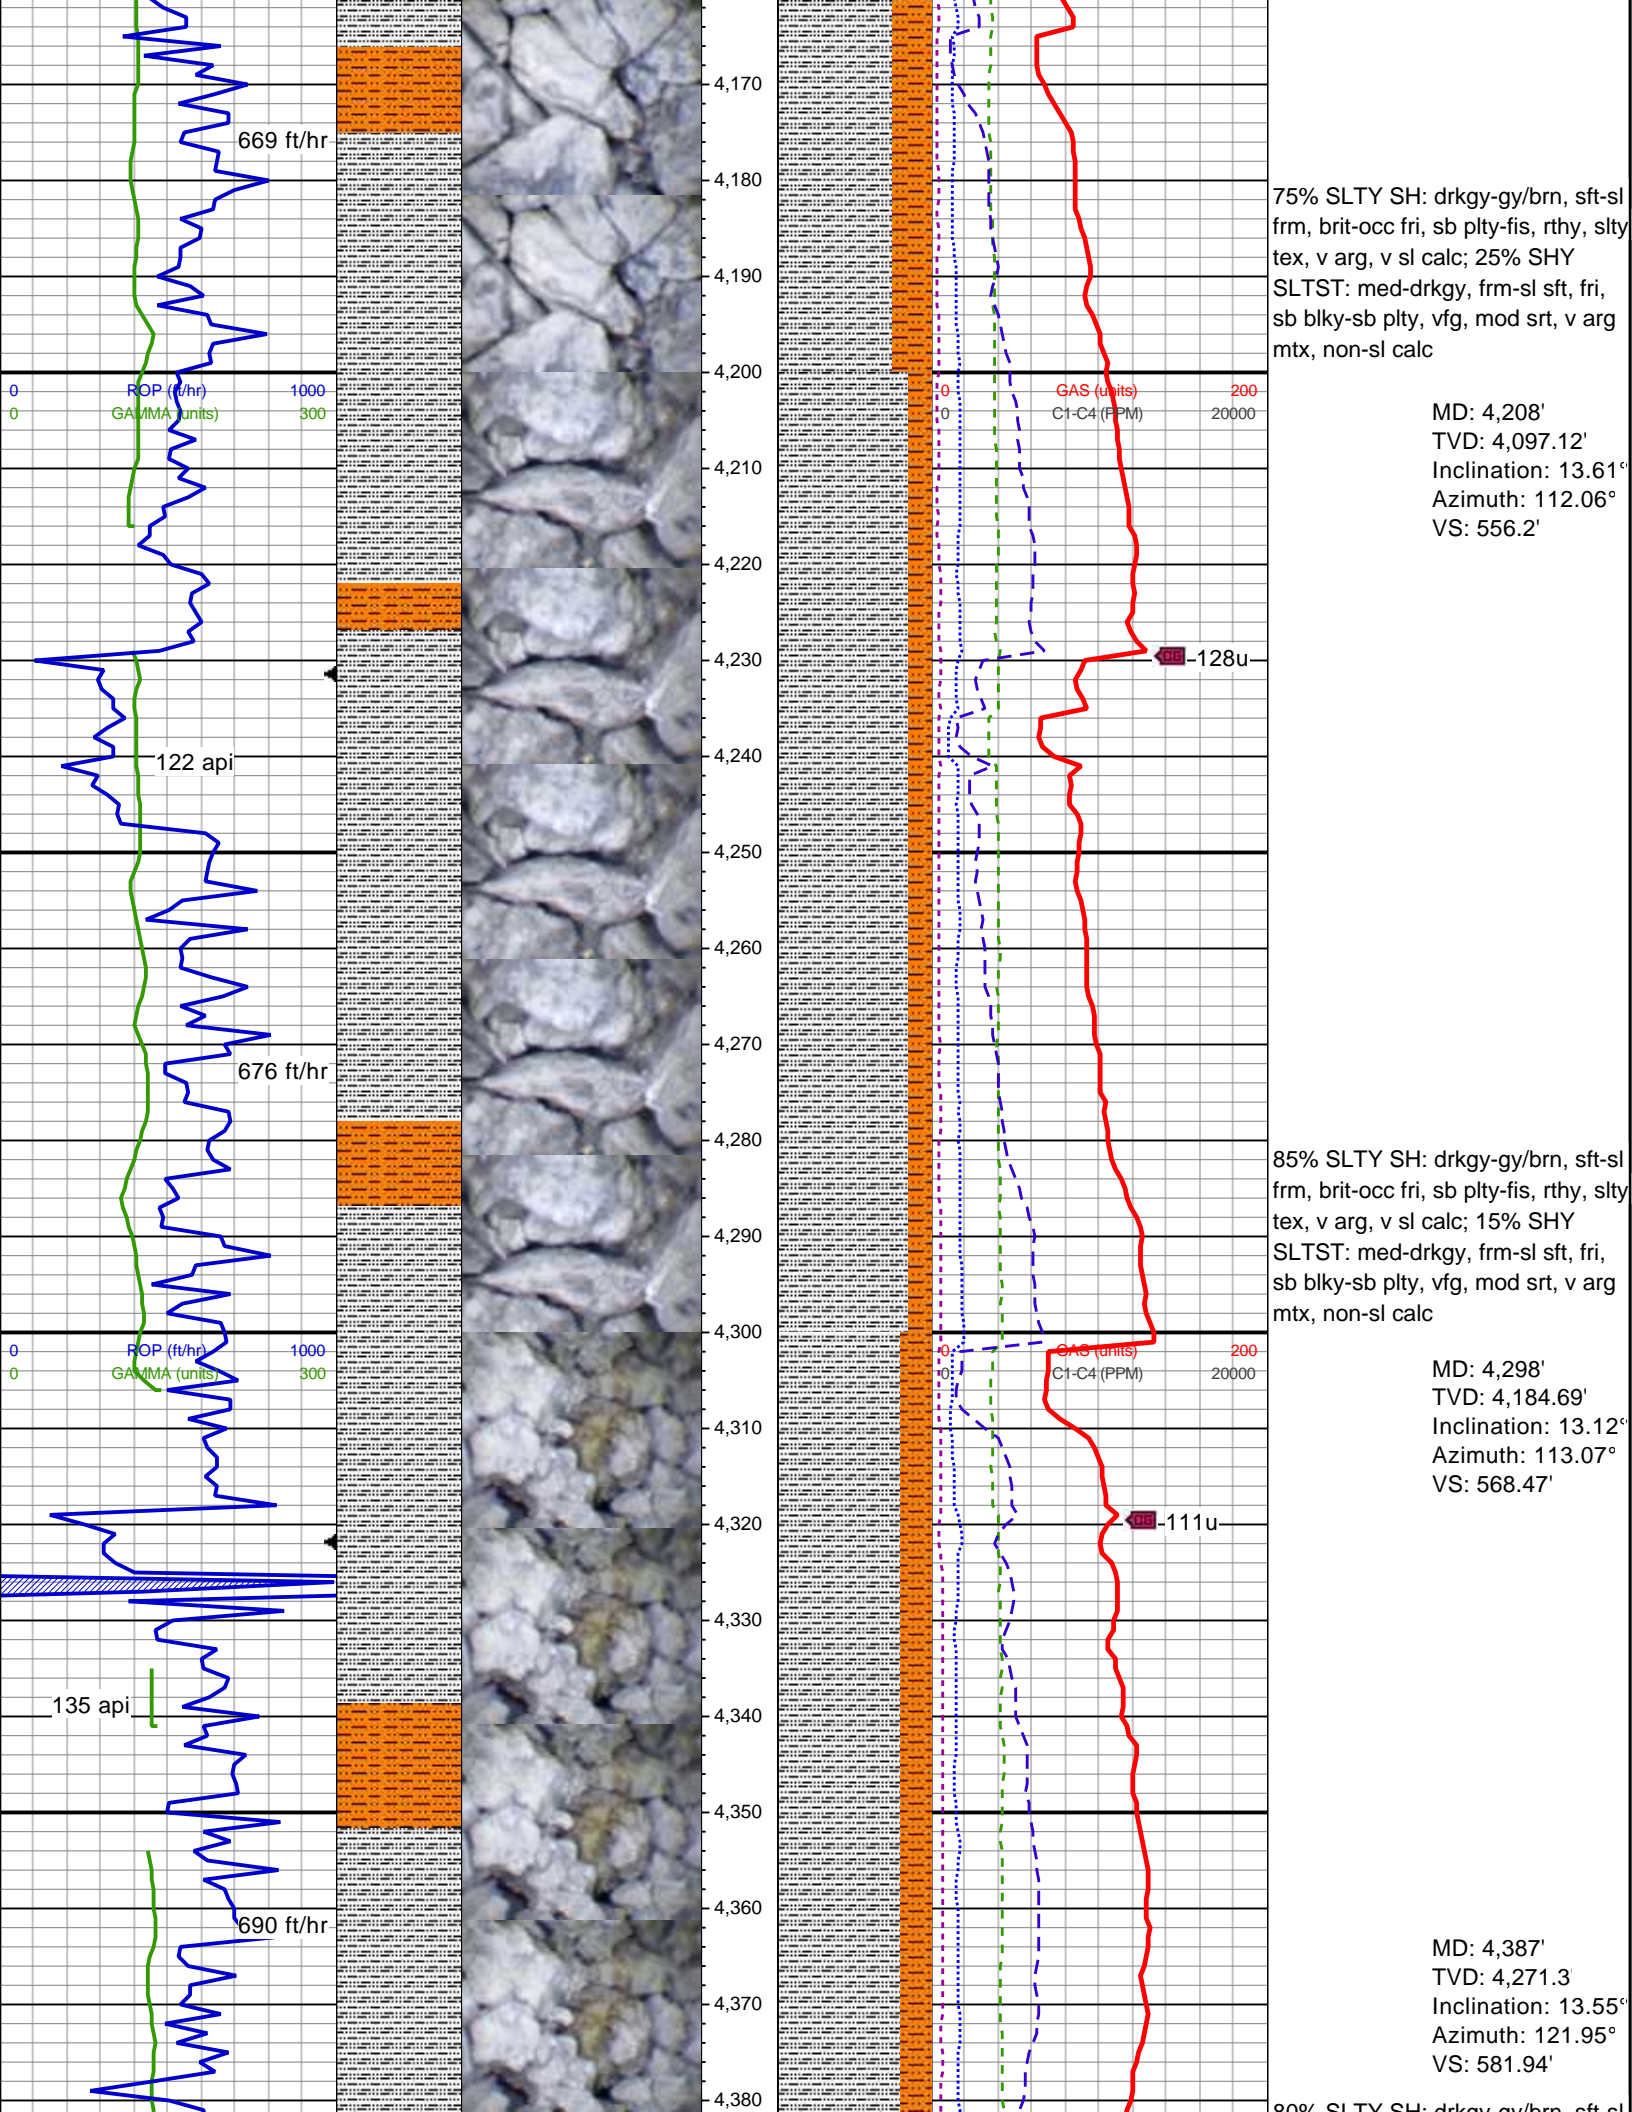 4,170
669 ft/hr
4,180
75% SLTY SH: drkgy-gy/brn, sft-sl
frm, brit-occ fri, sb plty-fis, rthy, slty
tex, v arg, v sl calc; 25% SHY
SLTST: med-drkgy, frm-sl sft, fri,
sb blky-sb plty, vfg, mod srt, v arg
mtx, non-sl calc
4,190
4,200
0 ROP (ft/hr) 1000
0 GAMMA (units) 300
0 GAS (units) 200
0 C1-C4 (PPM) 20000
MD: 4,208'
TVD: 4,097.12'
Inclination: 13.61°
Azimuth: 112.06°
VS: 556.2'
4,210
4,220
4,230
OG 128u
4,240
122 api
4,250
4,260
4,270
676 ft/hr
4,280
85% SLTY SH: drkgy-gy/brn, sft-sl
frm, brit-occ fri, sb plty-fis, rthy, slty
tex, v arg, v sl calc; 15% SHY
SLTST: med-drkgy, frm-sl sft, fri,
sb blky-sb plty, vfg, mod srt, v arg
mtx, non-sl calc
4,290
4,300
0 ROP (ft/hr) 1000
0 GAMMA (units) 300
0 GAS (units) 200
0 C1-C4 (PPM) 20000
MD: 4,298'
TVD: 4,184.69'
Inclination: 13.12°
Azimuth: 113.07°
VS: 568.47'
4,310
4,320
OG 111u
4,330
135 api
4,340
4,350
4,360
690 ft/hr
MD: 4,387'
TVD: 4,271.3'
Inclination: 13.55°
Azimuth: 121.95°
VS: 581.94'
4,370
4,380
80% SLTY SH: drkgy-gy/brn, sft-sl